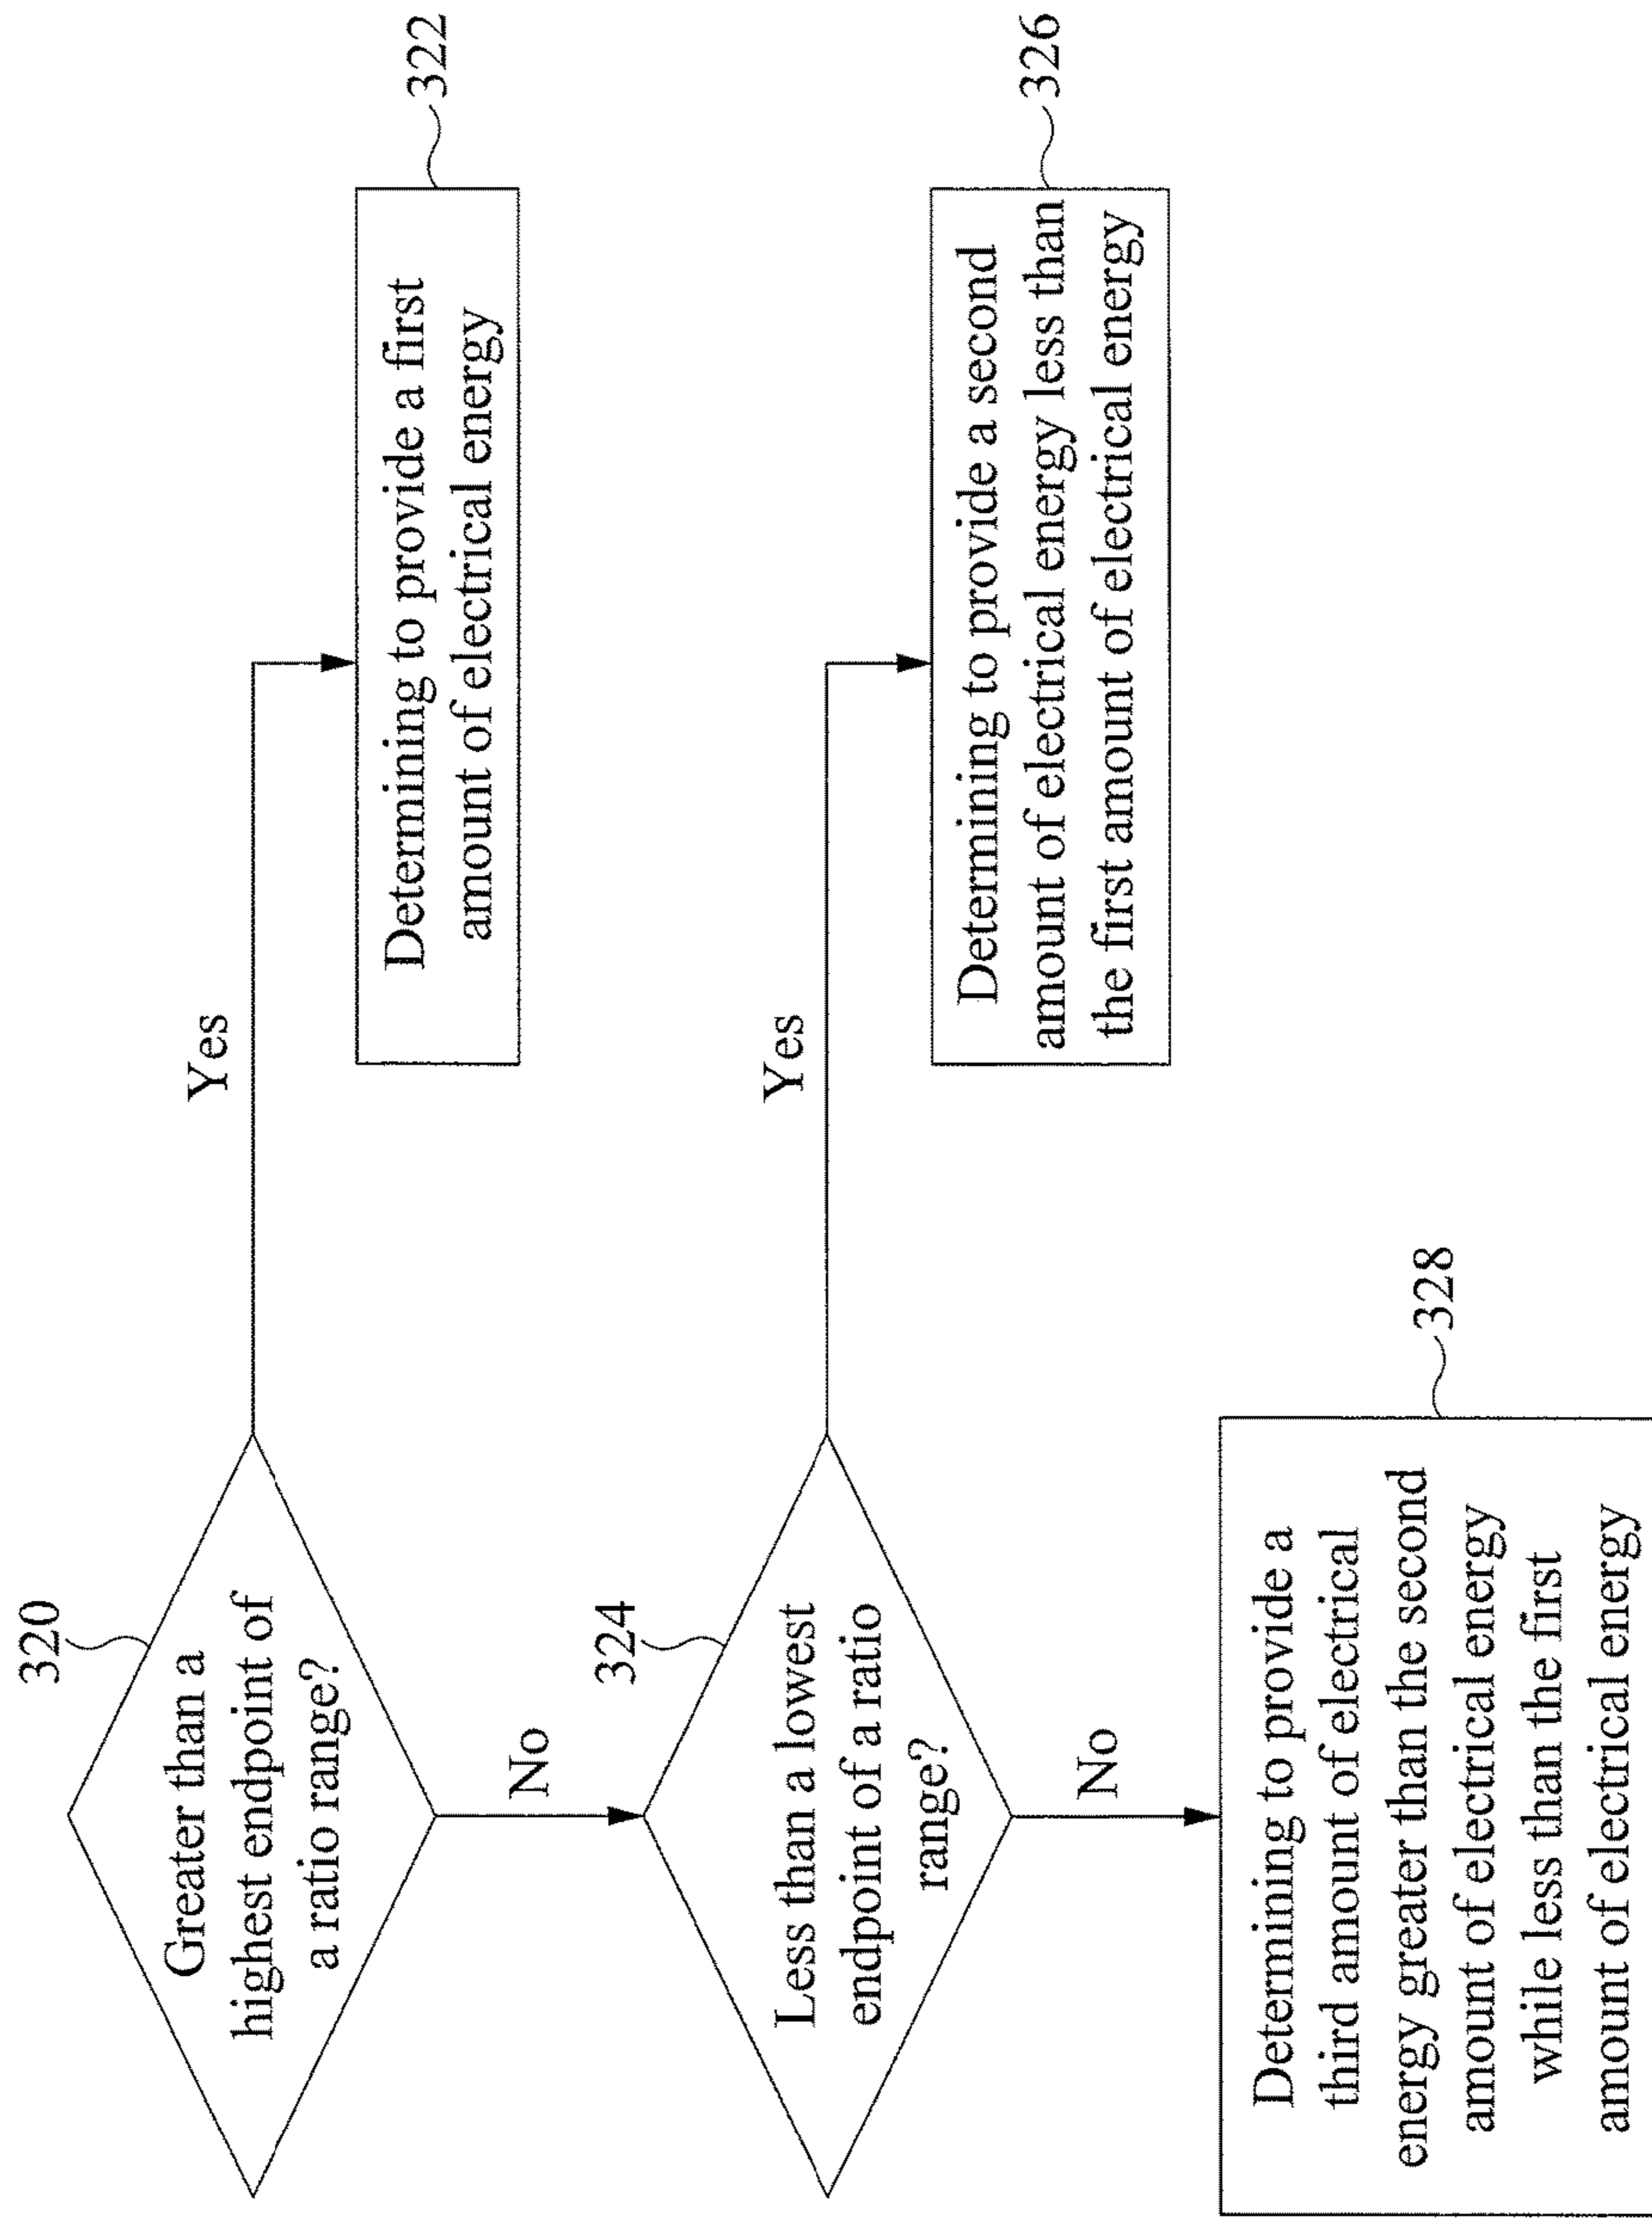 320
Greater than a
highest endpoint of
a ratio range?
Yes
Determining to provide a first
amount of electrical energy
322
No
324
Less than a lowest
endpoint of a ratio
range?
Yes
Determining to provide a second
amount of electrical energy less than
the first amount of electrical energy
326
No
Determining to provide a
third amount of electrical
energy greater than the second
amount of electrical energy
while less than the first
amount of electrical energy
328